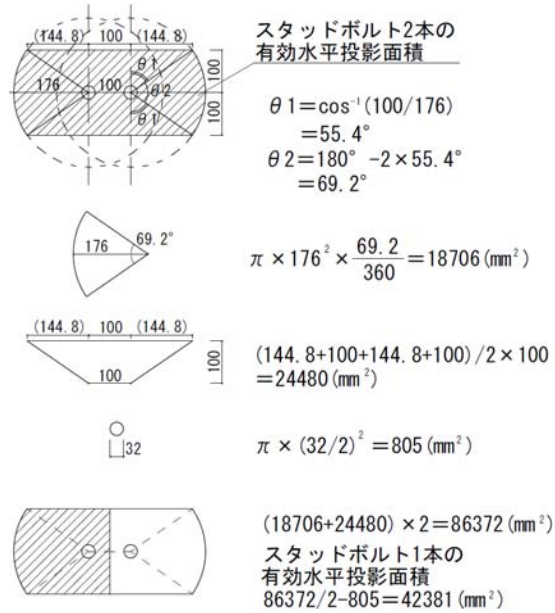 (144.8) 100 (144.8)
スタッドボルト2本の
有効水平投影面積
176 100 θ1 θ2 θ1
100
100
θ1=cos⁻¹(100/176)
=55.4°
θ2=180° -2×55.4°
=69.2°
176 69.2°
π×176²×69.2/360=18706(mm²)
(144.8) 100 (144.8)
100
100
(144.8+100+144.8+100)/2×100
=24480(mm²)
32
π×(32/2)²=805(mm²)
(18706+24480)×2=86372(mm²)
スタッドボルト1本の
有効水平投影面積
86372/2-805=42381(mm²)